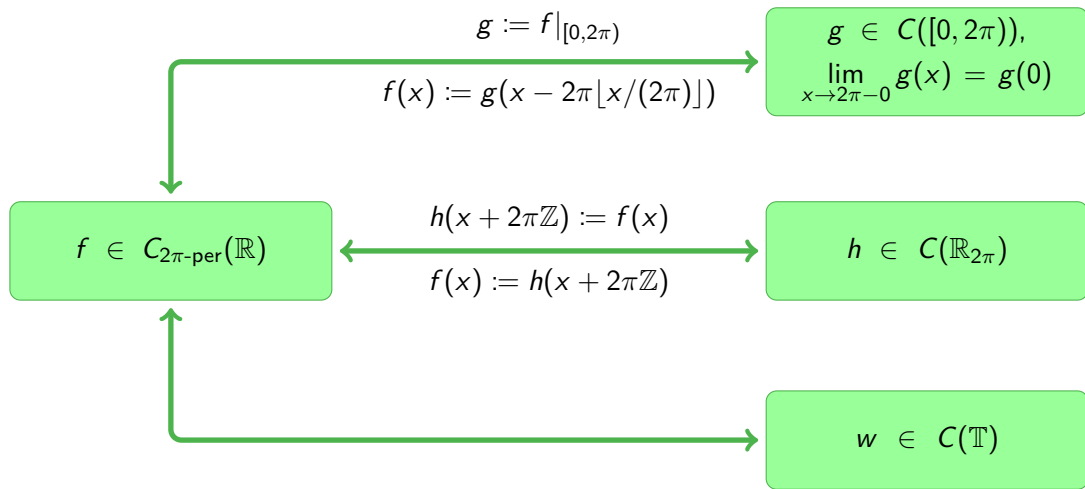 g := f|[0,2π)
g ∈ C([0, 2π)),
lim g(x) = g(0)
x→2π−0
f(x) := g(x − 2π⌊x/(2π)⌋)
h(x + 2πℤ) := f(x)
f ∈ C2π-per(ℝ)
h ∈ C(ℝ2π)
f(x) := h(x + 2πℤ)
w ∈ C(𝕋)